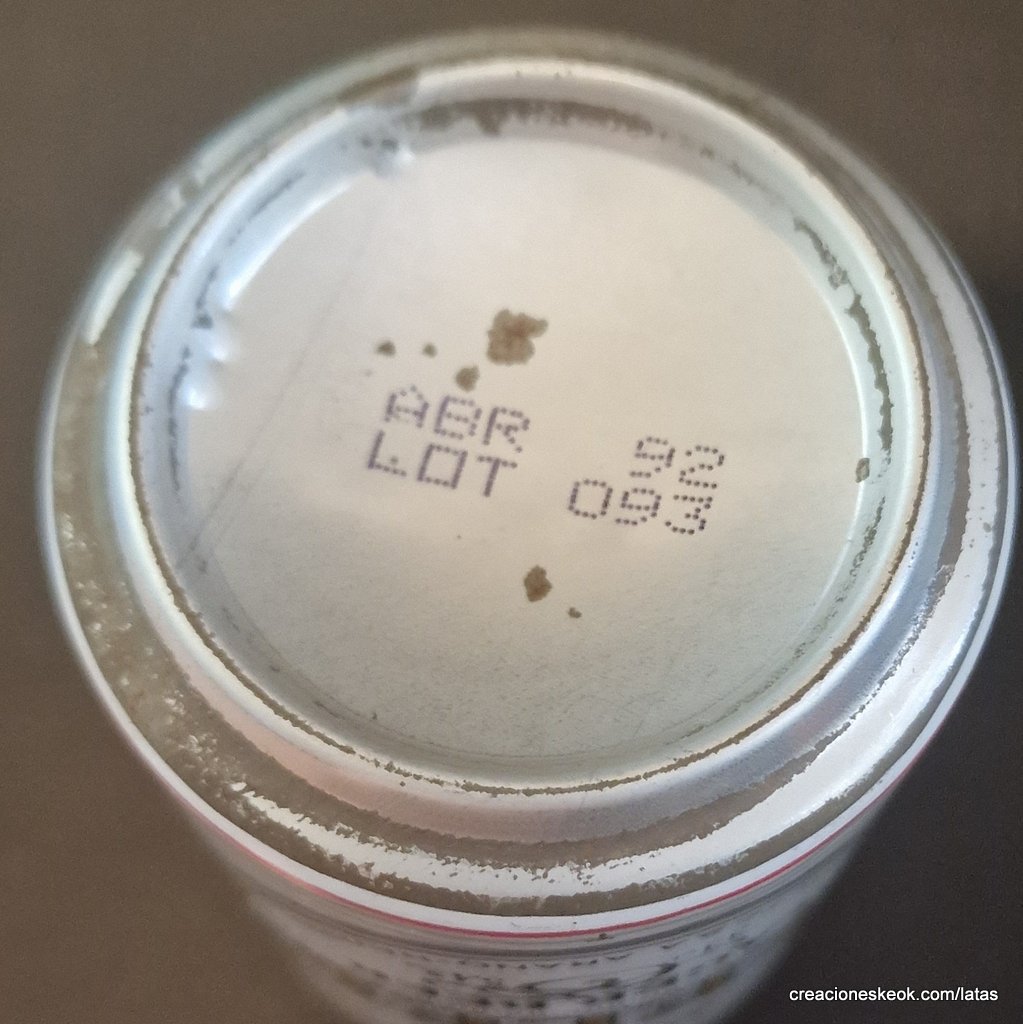 ABR 92
LOT 093
creacioneskeok.com/latas